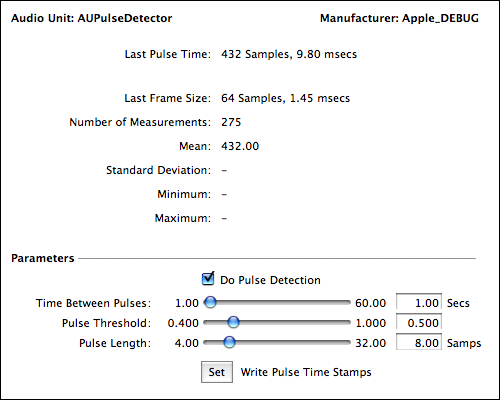 Audio Unit: AUPulseDetector Manufacturer: Apple_DEBUG
Last Pulse Time: 432 Samples, 9.80 msecs
Last Frame Size: 64 Samples, 1.45 msecs
Number of Measurements: 275
Mean: 432.00
Standard Deviation: -
Minimum: -
Maximum: -
Parameters
Do Pulse Detection
Time Between Pulses: 1.00 60.00 1.00 Secs
Pulse Threshold: 0.400 1.000 0.500
Pulse Length: 4.00 32.00 8.00 Samps
Set Write Pulse Time Stamps